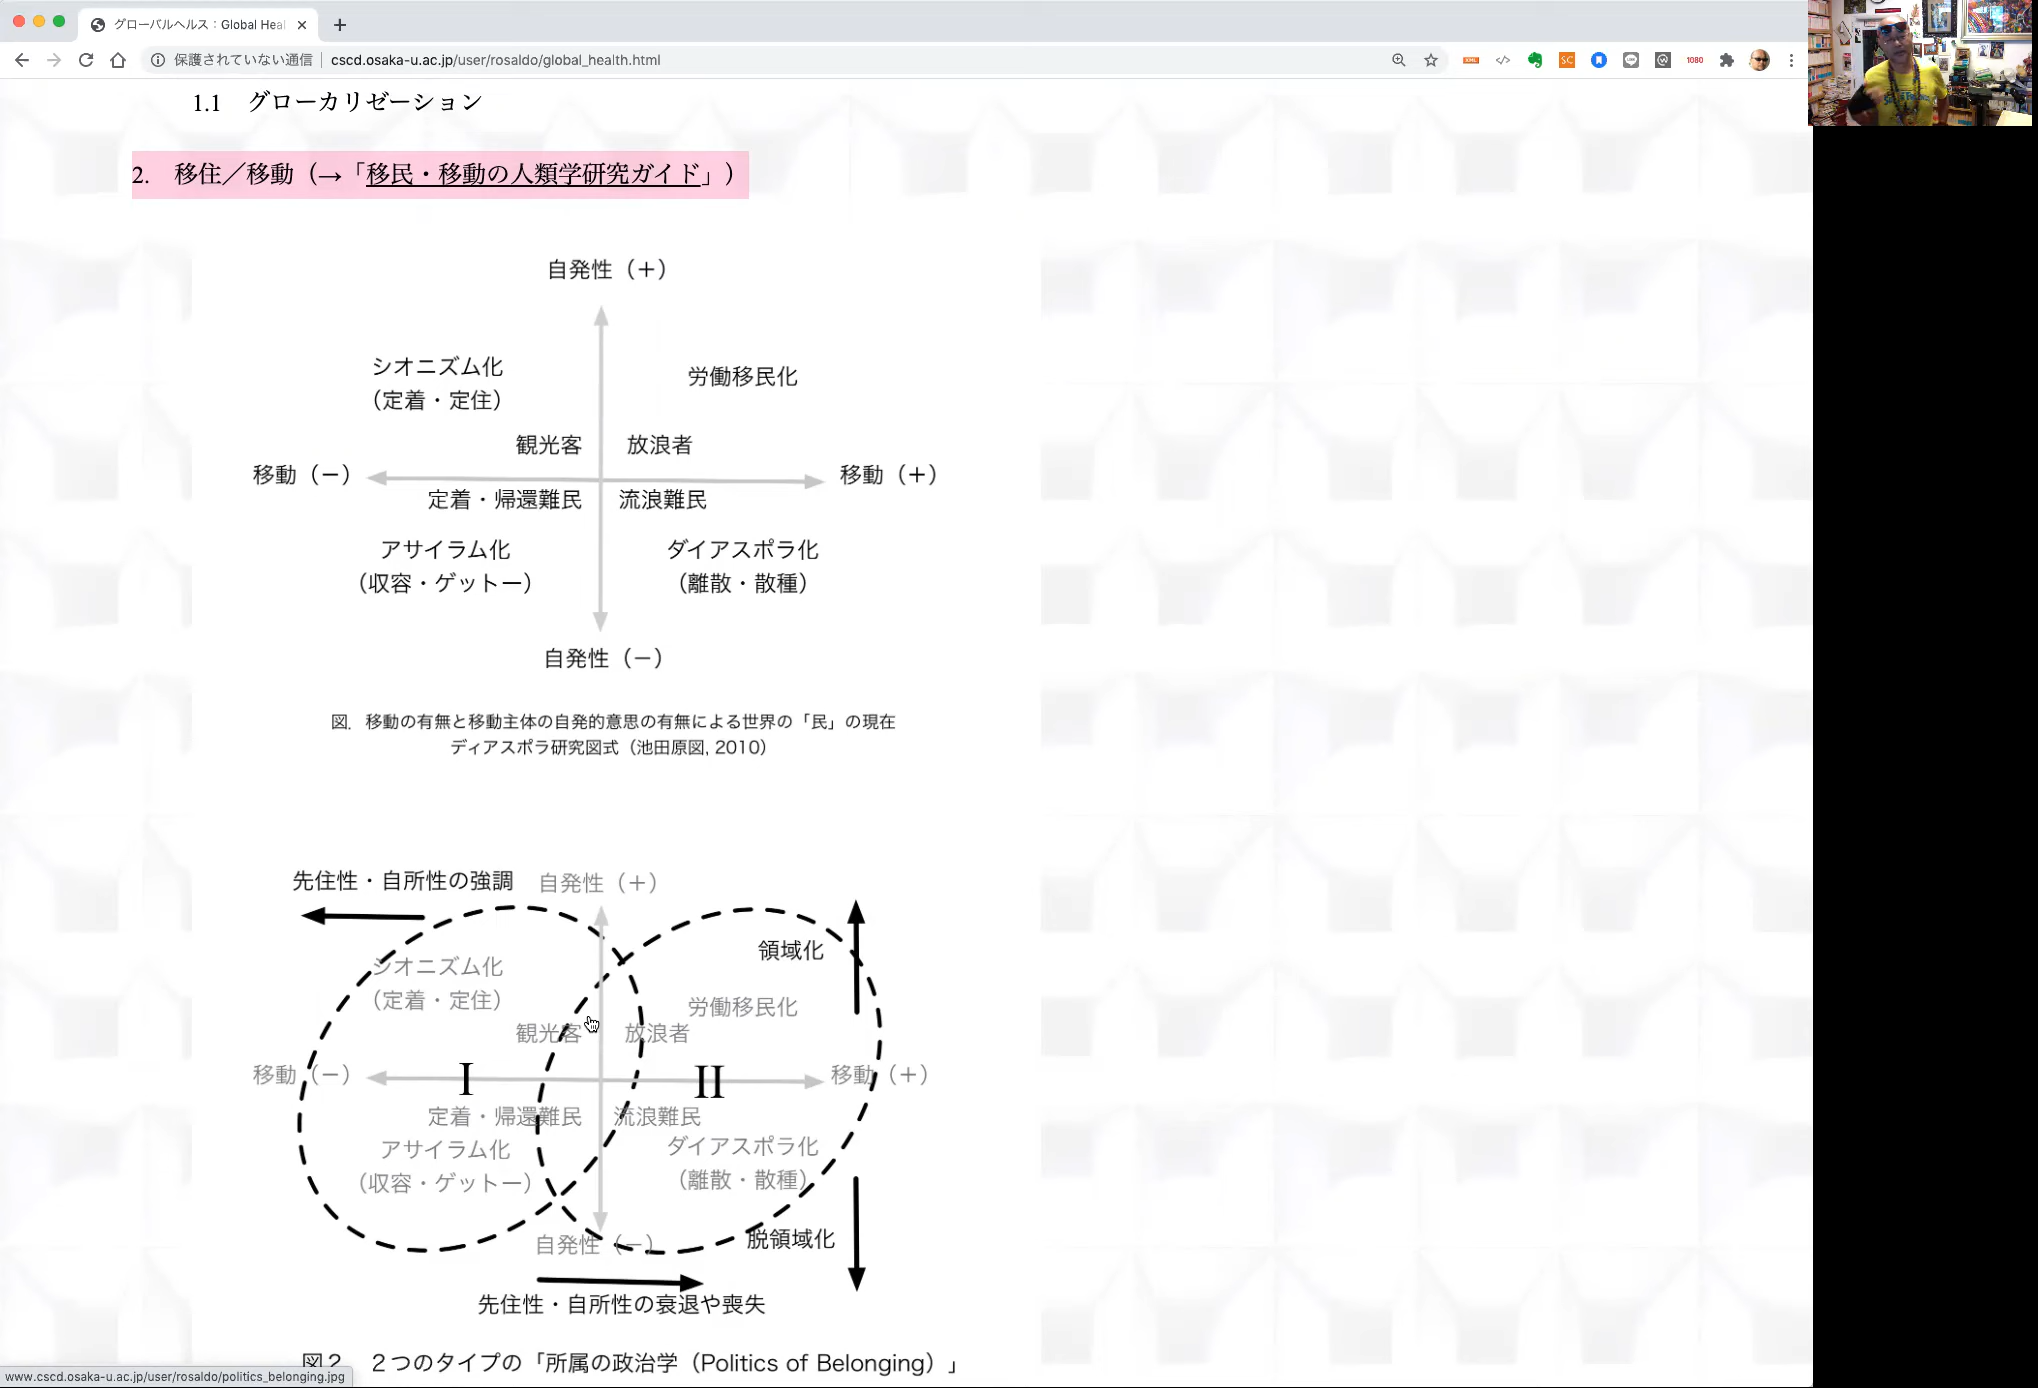 グローバルヘルス：Global Hea
保護されていない通信 | cscd.osaka-u.ac.jp/user/rosaldo/global_health.html
SC
1080
1.1 グローカリゼーション
2. 移住／移動（→「移民・移動の人類学研究ガイド」）
自発性（＋）
シオニズム化
（定着・定住）
労働移民化
観光客
放浪者
移動（－）
移動（＋）
定着・帰還難民
流浪難民
アサイラム化
（収容・ゲットー）
ダイアスポラ化
（離散・散種）
自発性（－）
図．移動の有無と移動主体の自発的意思の有無による世界の「民」の現在
ディアスポラ研究図式（池田原図, 2010）
先住性・自所性の強調
自発性（＋）
領域化
シオニズム化
（定着・定住）
労働移民化
観光客
放浪者
移動（－）
I
II
移動（＋）
定着・帰還難民
流浪難民
アサイラム化
（収容・ゲットー）
ダイアスポラ化
（離散・散種）
自発性（－）
脱領域化
先住性・自所性の衰退や喪失
図２ ２つのタイプの「所属の政治学（Politics of Belonging）」
www.cscd.osaka-u.ac.jp/user/rosaldo/politics_belonging.jpg